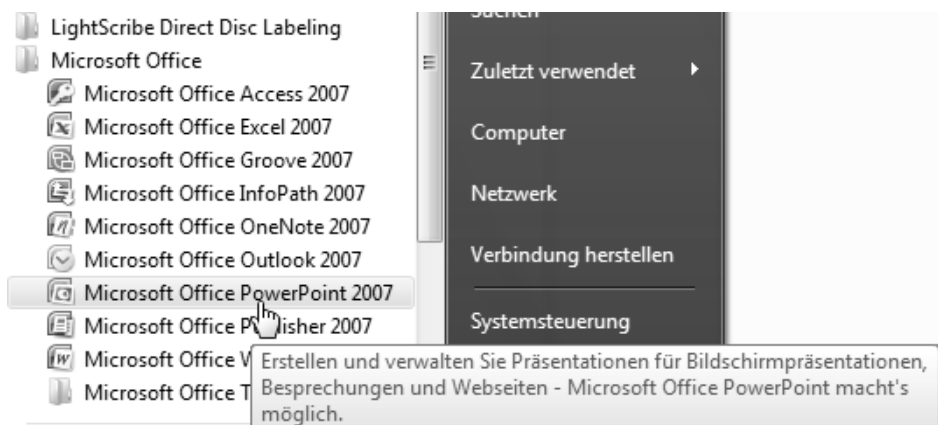 LightScribe Direct Disc Labeling
Microsoft Office
Microsoft Office Access 2007
Microsoft Office Excel 2007
Microsoft Office Groove 2007
Microsoft Office InfoPath 2007
Microsoft Office OneNote 2007
Microsoft Office Outlook 2007
Microsoft Office PowerPoint 2007
Microsoft Office Publisher 2007
Microsoft Office W
Microsoft Office T
Suchen
Zuletzt verwendet
Computer
Netzwerk
Verbindung herstellen
Systemsteuerung
Erstellen und verwalten Sie Präsentationen für Bildschirmpräsentationen,
Besprechungen und Webseiten - Microsoft Office PowerPoint macht's
möglich.